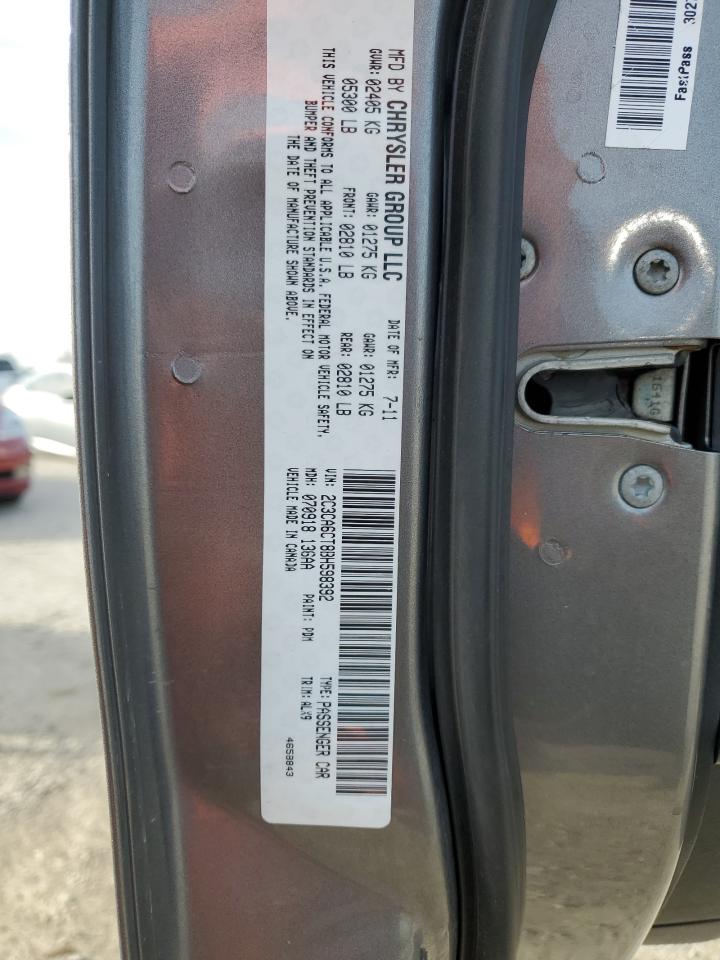 MFD BY CHRYSLER GROUP LLC
DATE OF MFR: 7-11
GVWR: 02405 KG GAWR: 01275 KG GAWR: 01275 KG
05300 LB FRONT: 02810 LB REAR: 02810 LB
THIS VEHICLE CONFORMS TO ALL APPLICABLE U.S.A. FEDERAL MOTOR VEHICLE SAFETY,
BUMPER AND THEFT PREVENTION STANDARDS IN EFFECT ON
THE DATE OF MANUFACTURE SHOWN ABOVE.
VIN: 2C3CA6CT8BH598392
TYPE: PASSENGER CAR
MDH: 070918 136AA PAINT: PDM TRIM: ALX9
VEHICLE MADE IN CANADA
4658843
FastPass